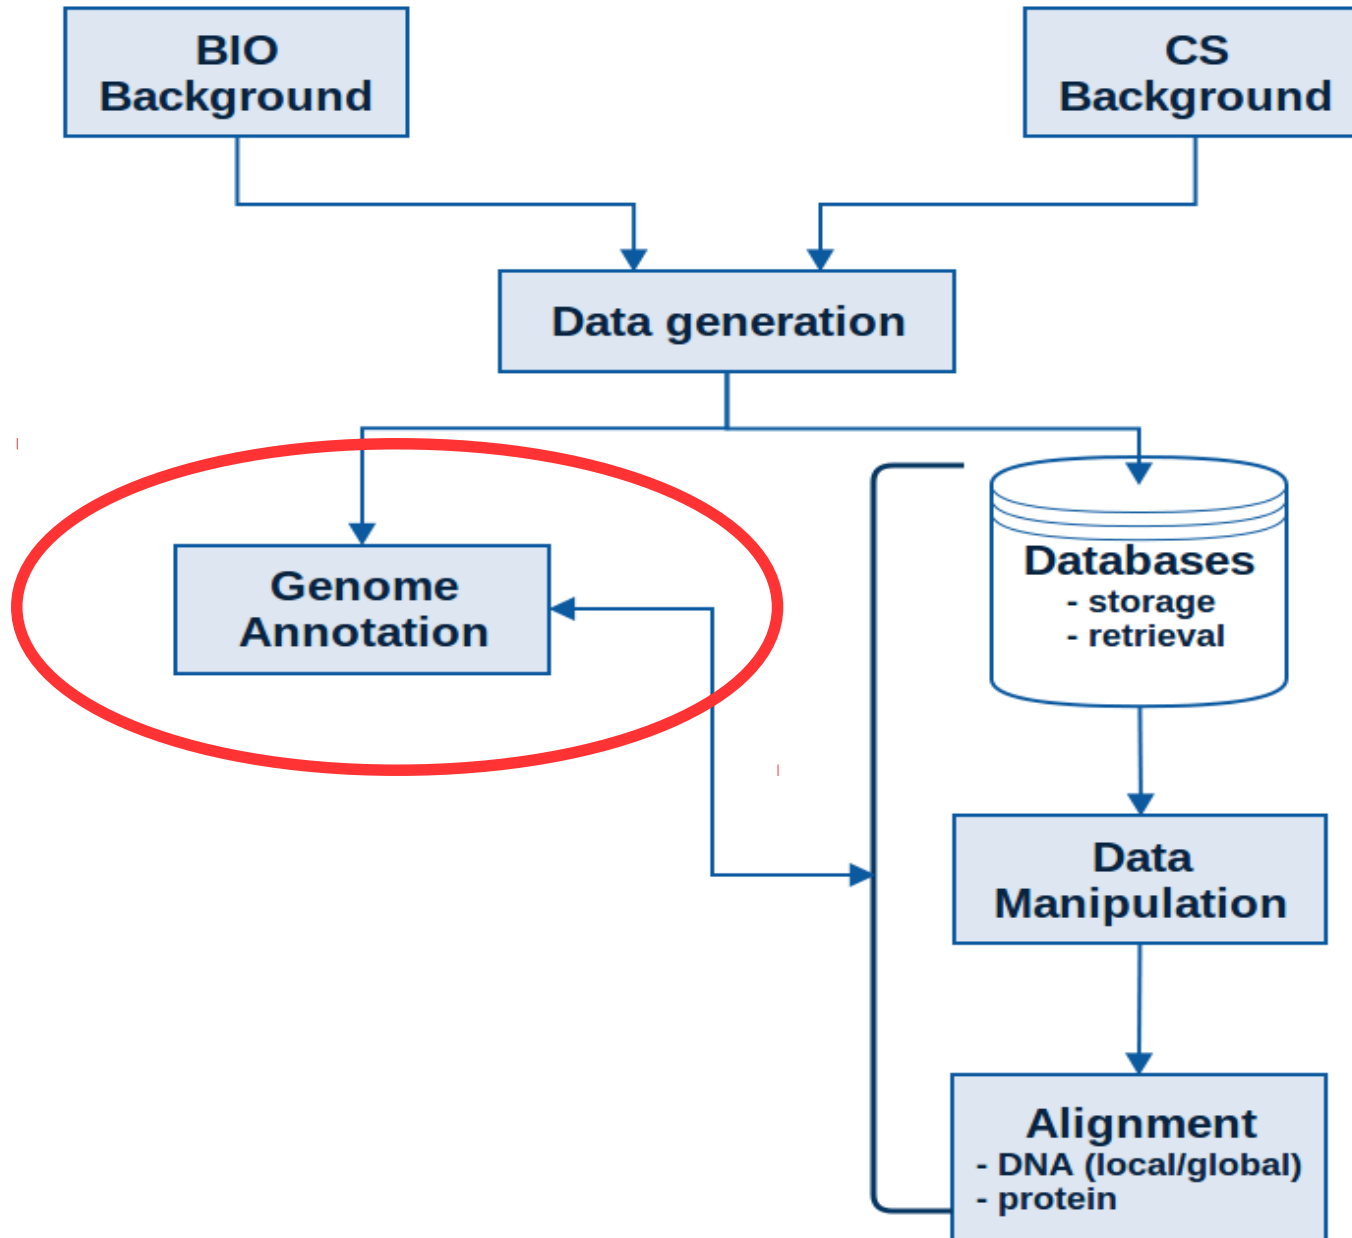 BIO
Background
CS
Background
Data generation
Genome
Annotation
Databases
- storage
- retrieval
Data
Manipulation
Alignment
- DNA (local/global)
- protein